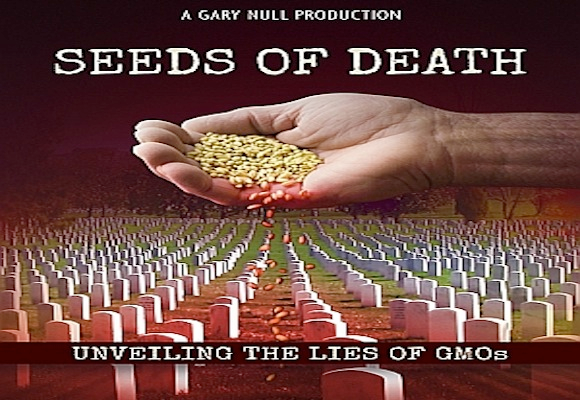 A GARY NULL PRODUCTION
SEEDS OF DEATH
UNVEILING THE LIES OF GMOs